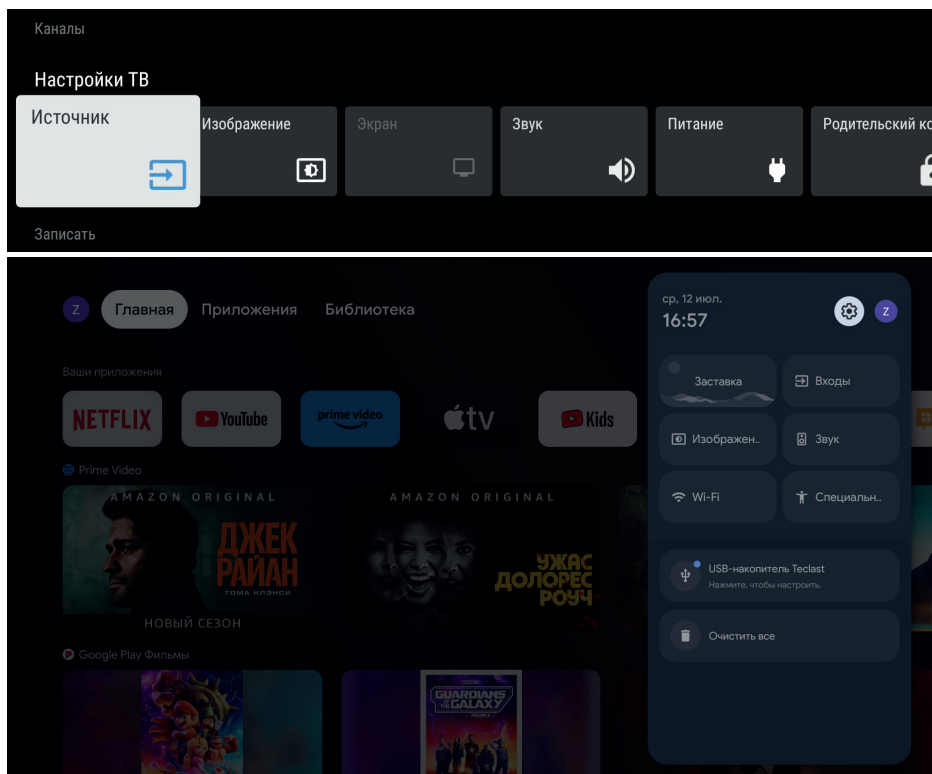 Каналы
Настройки ТВ
Источник
Изображение
Экран
Звук
Питание
Родительский ко
Записать
Z
Главная
Приложения
Библиотека
ср, 12 июл.
16:57
Z
Ваши приложения
NETFLIX
YouTube
prime video
tv
Kids
Заставка
Входы
Изображен..
Звук
Wi-Fi
Специальн..
Prime Video
AMAZON ORIGINAL
ДЖЕК
РАЙАН
ТОМА КЛЭНСИ
НОВЫЙ СЕЗОН
AMAZON ORIGINAL
УЖАС
ДОЛОРЕС
РОУЧ
USB-накопитель Teclast
Нажмите, чтобы настроить.
Очистить все
Google Play Фильмы
GUARDIANS
OF THE GALAXY